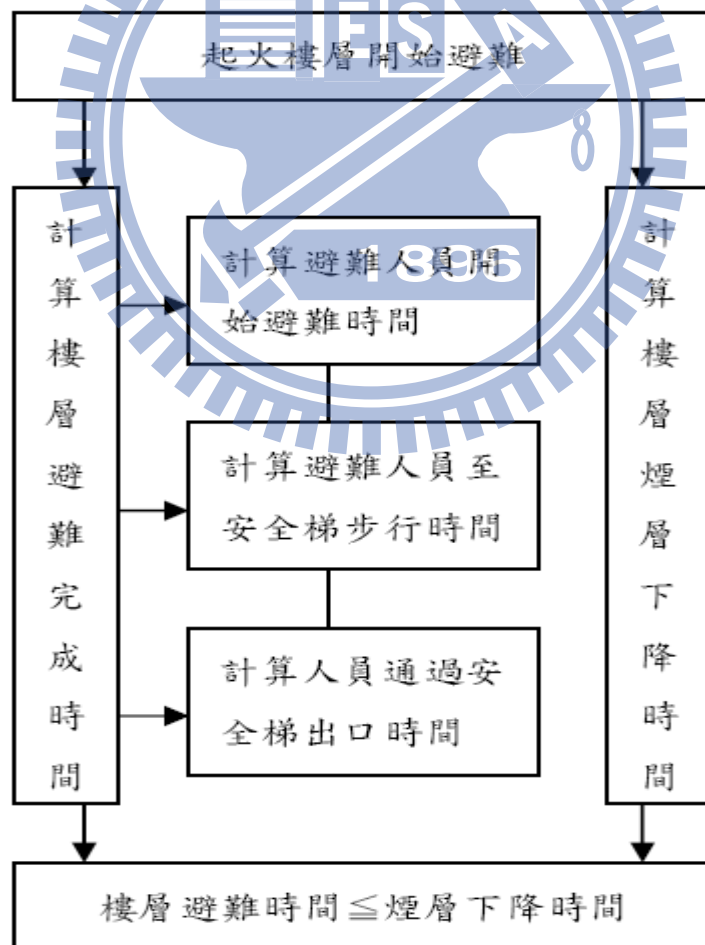 起火樓層開始避難
計算樓層避難完成時間
計算避難人員開
始避難時間
計算避難人員至
安全梯步行時間
計算人員通過安
全梯出口時間
計算樓層煙層下降時間
樓層避難時間≦煙層下降時間
ESA
1896